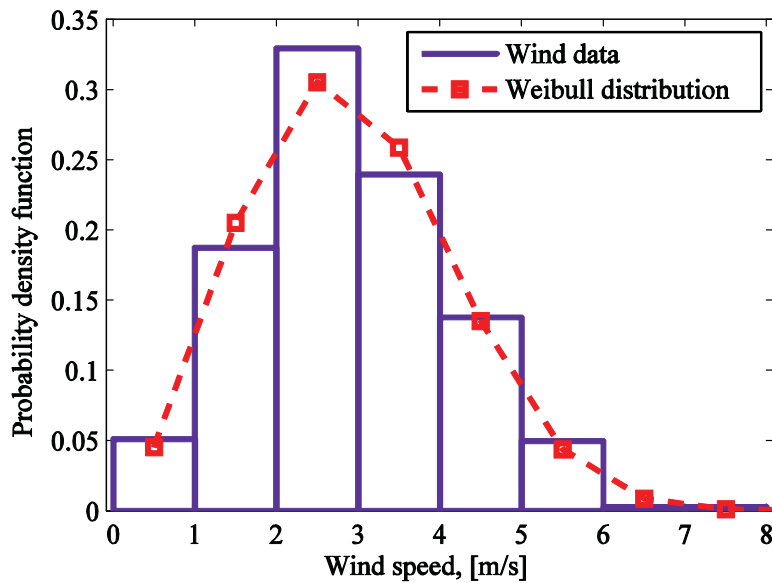 0.35
0.3
0.25
0.2
0.15
0.1
0.05
0
Probability density function
Wind data
Weibull distribution
0 1 2 3 4 5 6 7 8
Wind speed, [m/s]